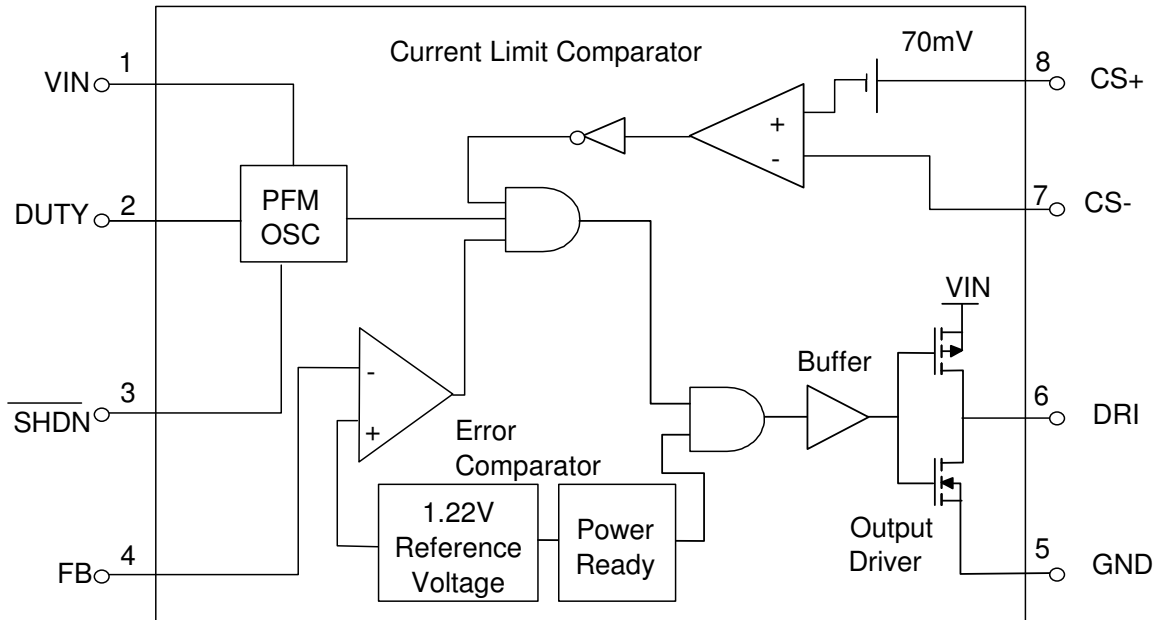 Current Limit Comparator
70mV
VIN
1
8
CS+
+
-
DUTY
2
PFM
OSC
7
CS-
VIN
SHDN
3
-
+
Error
Comparator
Buffer
6
DRI
1.22V
Reference
Voltage
Power
Ready
Output
Driver
FB
4
5
GND